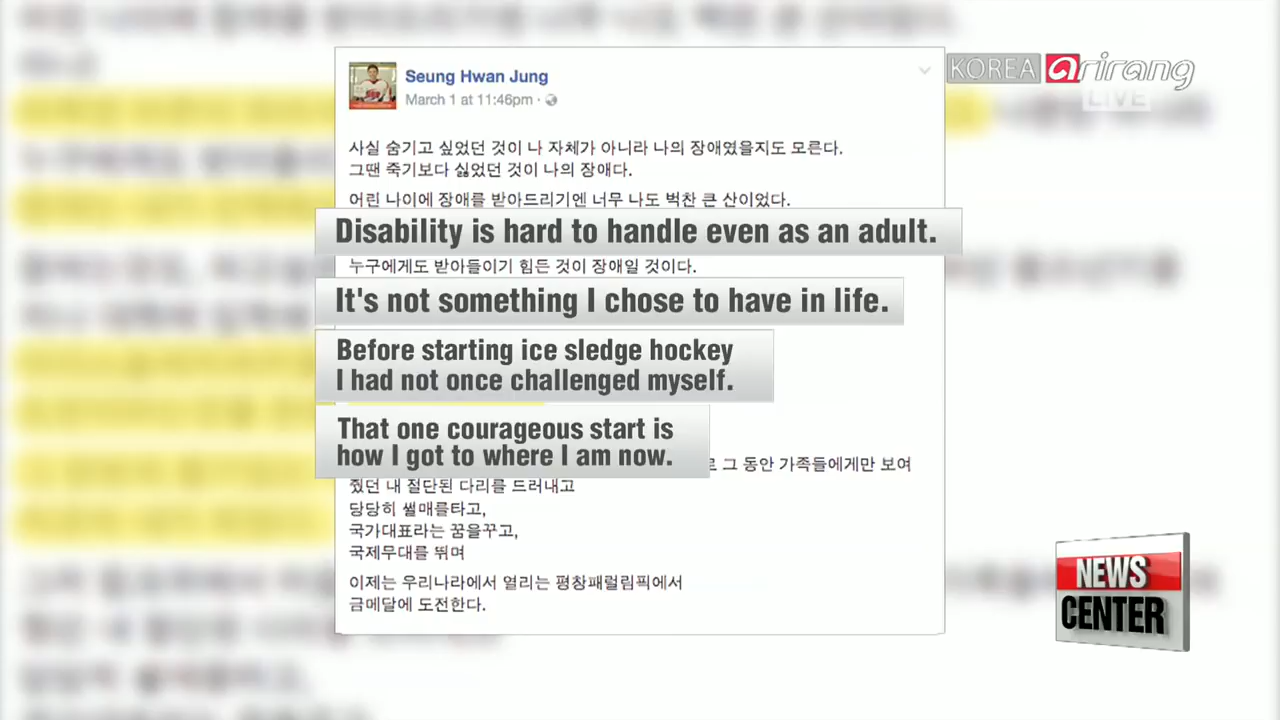 KOREA arirang
LIVE
Seung Hwan Jung
March 1 at 11:46pm ·
사실 숨기고 싶었던 것이 나 자체가 아니라 나의 장애였을지도 모른다.
그땐 죽기보다 싫었던 것이 나의 장애다.
어린 나이에 장애를 받아드리기엔 너무 나도 벅찬 큰 산이었다.
Disability is hard to handle even as an adult.
누구에게도 받아들이기 힘든 것이 장애일 것이다.
It's not something I chose to have in life.
Before starting ice sledge hockey
I had not once challenged myself.
That one courageous start is
how I got to where I am now.
그 동안 가족들에게만 보여
줬던 내 절단된 다리를 드러내고
당당히 썰매를타고,
국가대표라는 꿈을꾸고,
국제무대를 뛰며
이제는 우리나라에서 열리는 평창패럴림픽에서
금메달에 도전한다.
NEWS
CENTER